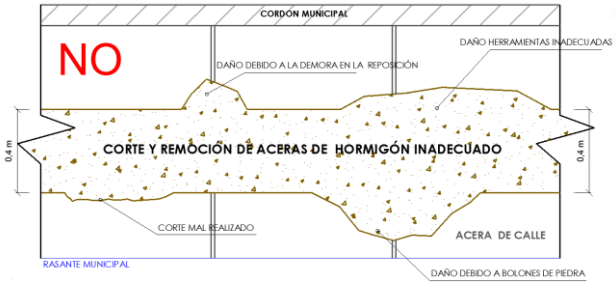 CORDON MUNICIPAL
NO
DAÑO HERRAMIENTAS INADECUADAS
DAÑO DEBIDO A LA DEMORA EN LA REPOSICIÓN
0,4 m
CORTE Y REMOCIÓN DE ACERAS DE HORMIGÓN INADECUADO
0,4 m
CORTE MAL REALIZADO
ACERA DE CALLE
RASANTE MUNICIPAL
DAÑO DEBIDO A BOLONES DE PIEDRA